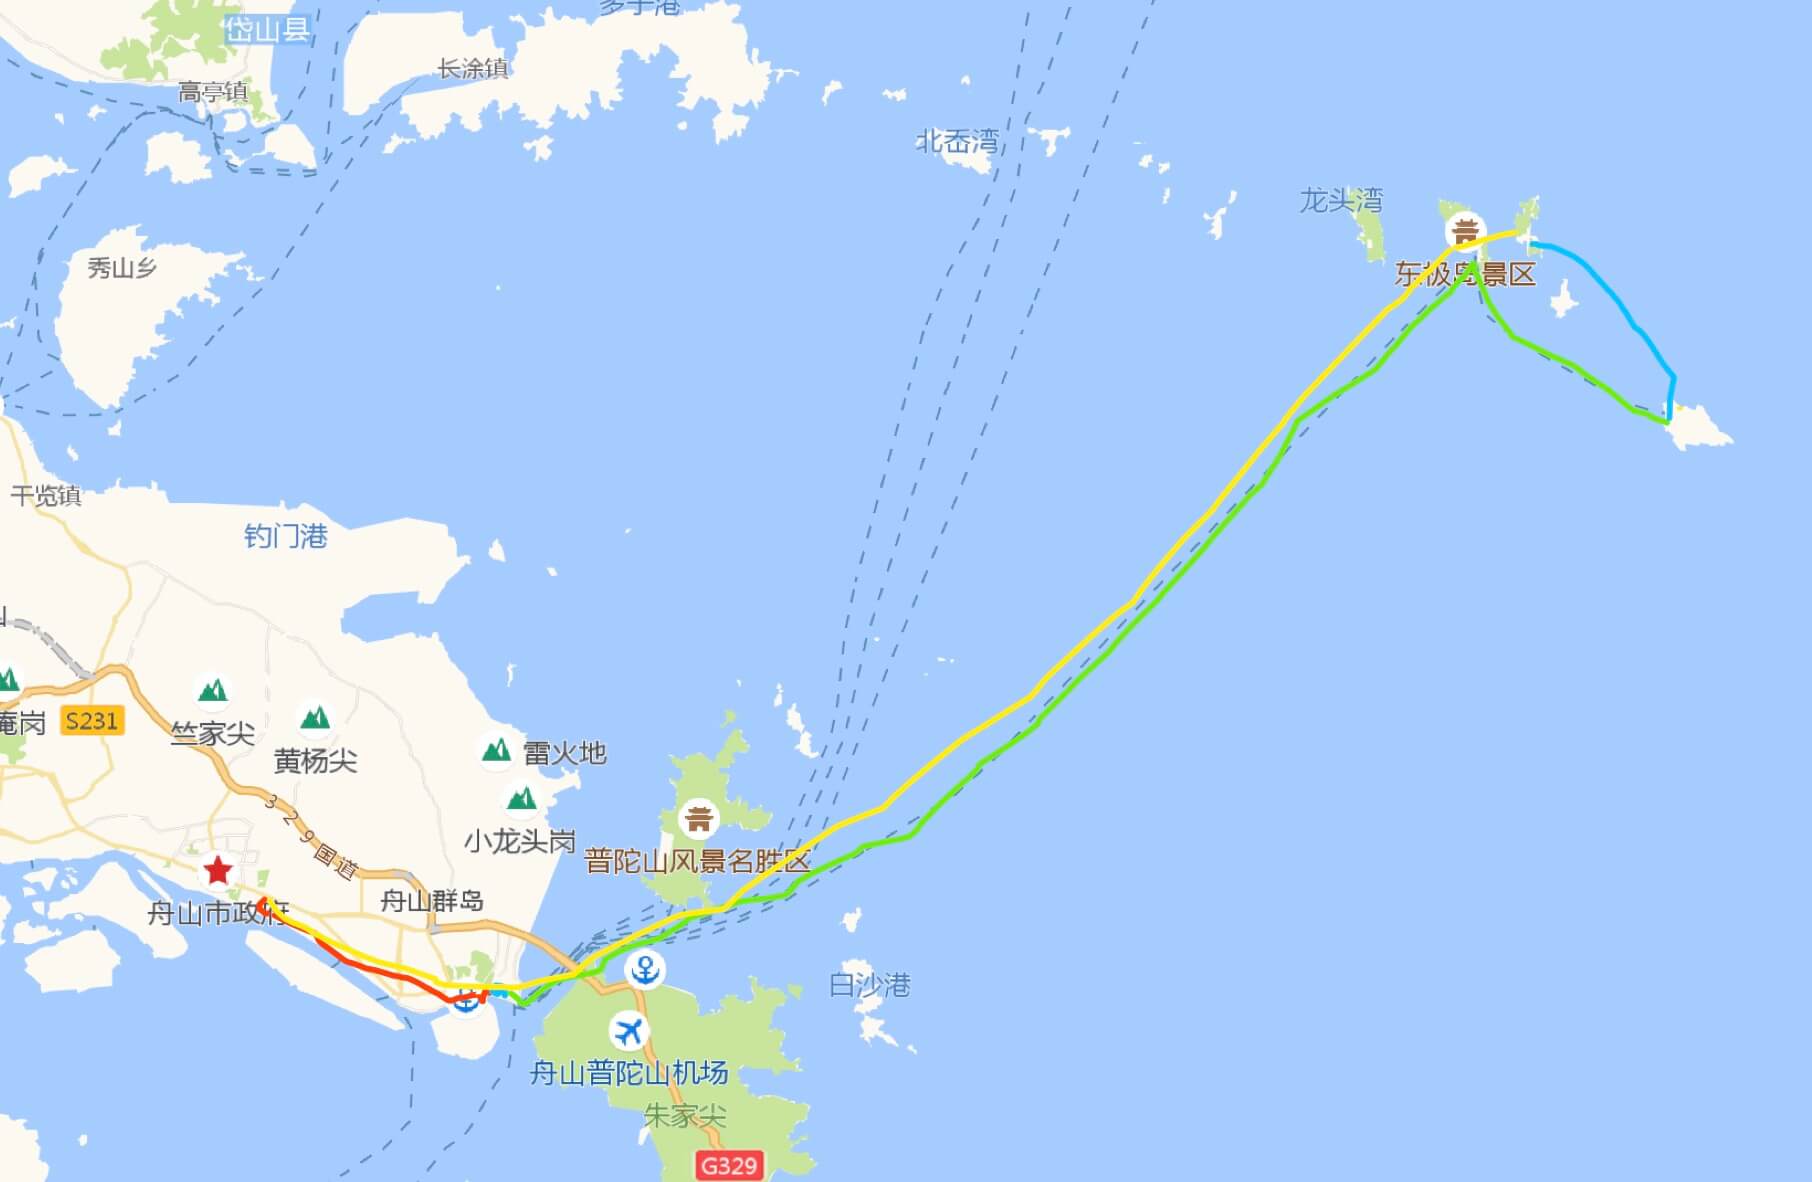 岱山县
高亭镇
长涂镇
北岙湾
龙头湾
东极岛景区
秀山乡
干览镇
钓门港
S231
竺家尖
黄杨尖
雷火地
小龙头岗
329国道
普陀山风景名胜区
舟山群岛
舟山市政府
白沙港
舟山普陀山机场
朱家尖
G329